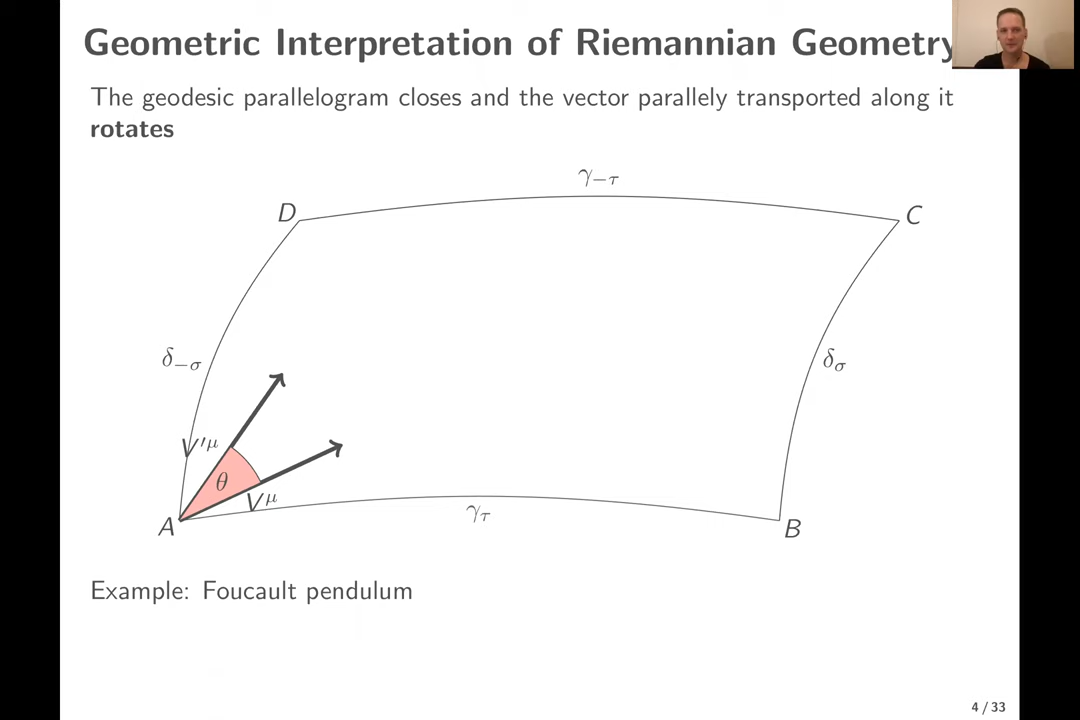 Geometric Interpretation of Riemannian Geometry
The geodesic parallelogram closes and the vector parallely transported along it
rotates
γ₋τ
D
C
δ₋σ
δσ
V′μ
θ
Vμ
γτ
A
B
Example: Foucault pendulum
4 / 33